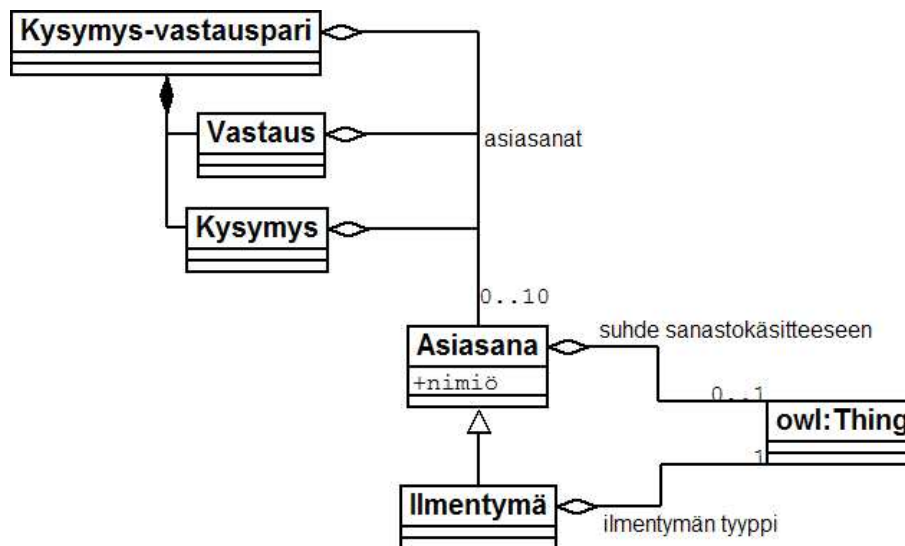 Kysymys-vastauspari
Vastaus
asiasanat
Kysymys
0..10
Asiasana
+nimiö
suhde sanastokäsitteeseen
0..1
owl:Thing
1
Ilmentymä
ilmentymän tyyppi